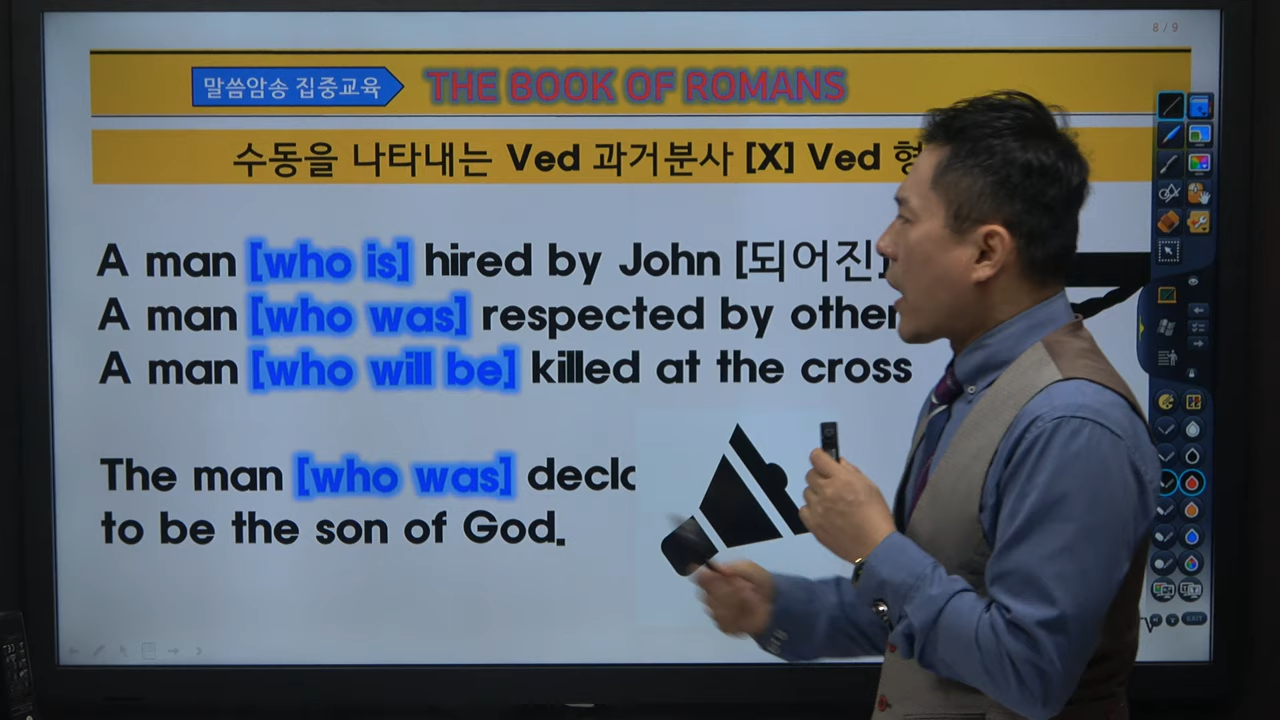 8 / 9
말씀암송 집중교육 THE BOOK OF ROMANS
수동을 나타내는 Ved 과거분사 [X] Ved
A man [who is] hired by John [되어진]
A man [who was] respected by other
A man [who will be] killed at the cross
The man [who was]
to be the son of God.
EXIT